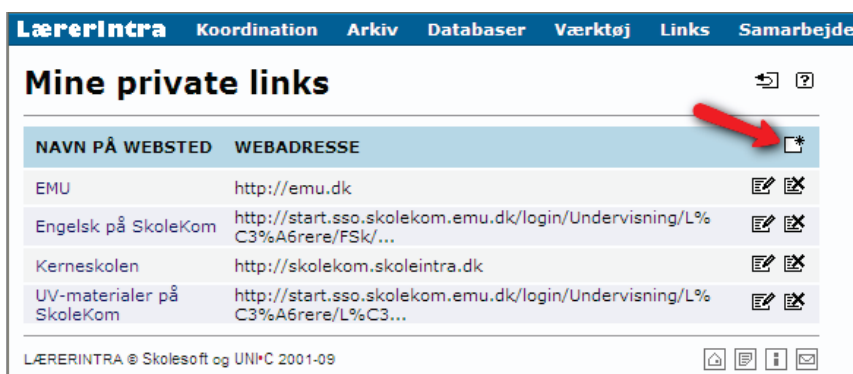 LærerIntra Koordination Arkiv Databaser Værktøj Links Samarbejde
Mine private links
?
NAVN PÅ WEBSTED WEBADRESSE
EMU http://emu.dk
Engelsk på SkoleKom http://start.sso.skolekom.emu.dk/login/Undervisning/L%
C3%A6rere/FSk/...
Kerneskolen http://skolekom.skoleintra.dk
UV-materialer på http://start.sso.skolekom.emu.dk/login/Undervisning/L%
SkoleKom C3%A6rere/L%C3...
LÆRERINTRA © Skolesoft og UNI•C 2001-09